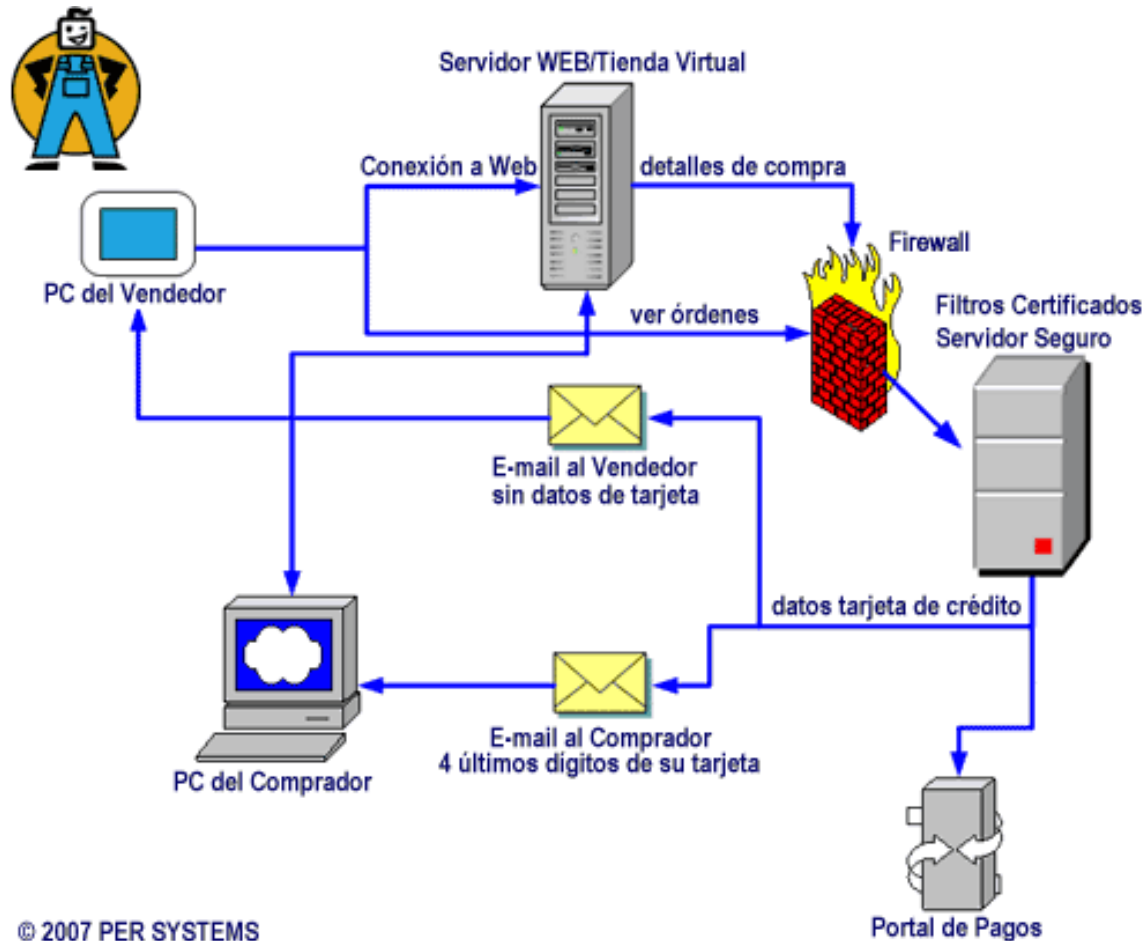 Servidor WEB/Tienda Virtual
Conexión a Web
detalles de compra
Firewall
PC del Vendedor
ver órdenes
Filtros Certificados
Servidor Seguro
E-mail al Vendedor
sin datos de tarjeta
datos tarjeta de crédito
E-mail al Comprador
4 últimos digitos de su tarjeta
PC del Comprador
Portal de Pagos
© 2007 PER SYSTEMS